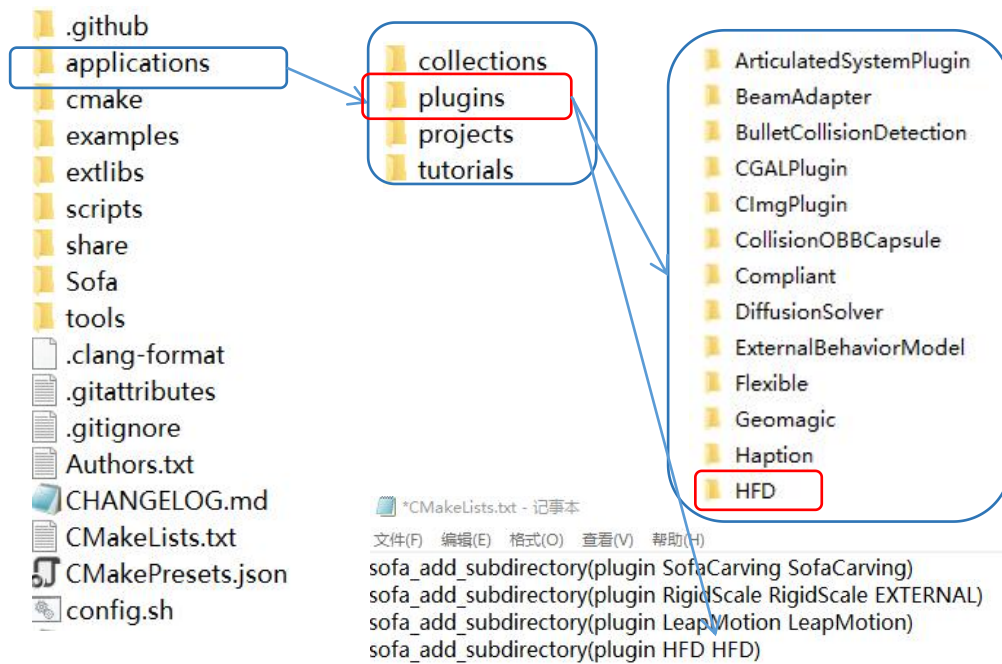 .github
applications
cmake
examples
extlibs
scripts
share
Sofa
tools
.clang-format
.gitattributes
.gitignore
Authors.txt
CHANGELOG.md
CMakeLists.txt
CMakePresets.json
config.sh
collections
plugins
projects
tutorials
ArticulatedSystemPlugin
BeamAdapter
BulletCollisionDetection
CGALPlugin
CImgPlugin
CollisionOBBCapsule
Compliant
DiffusionSolver
ExternalBehaviorModel
Flexible
Geomagic
Haption
HFD
*CMakeLists.txt - 记事本
文件(F) 编辑(E) 格式(O) 查看(V) 帮助(H)
sofa_add_subdirectory(plugin SofaCarving SofaCarving)
sofa_add_subdirectory(plugin RigidScale RigidScale EXTERNAL)
sofa_add_subdirectory(plugin LeapMotion LeapMotion)
sofa_add_subdirectory(plugin HFD HFD)